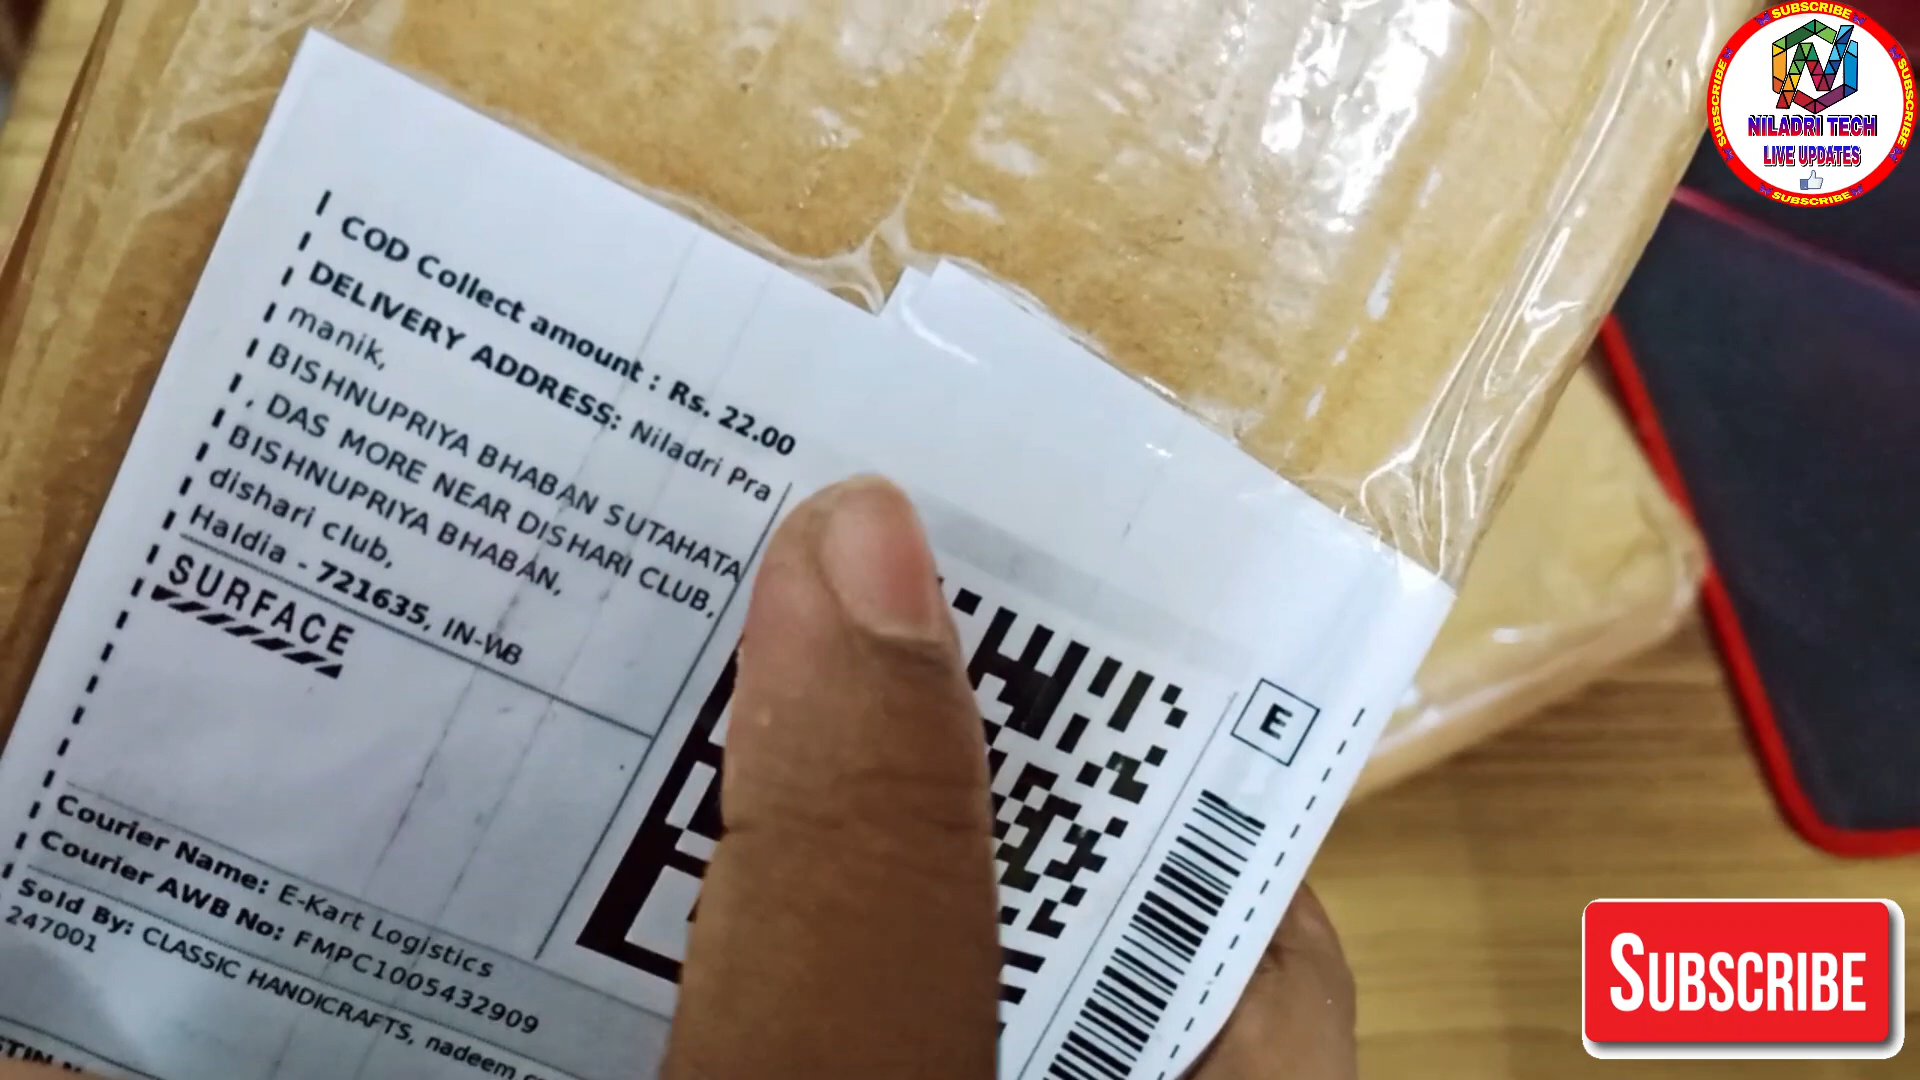 COD Collect amount : Rs. 22.00
DELIVERY ADDRESS: Niladri Pra
manik,
BISHNUPRIYA BHABAN SUTAHATA
, DAS MORE NEAR DISHARI CLUB,
BISHNUPRIYA BHABAN,
dishari club,
Haldia - 721635, IN-WB
SURFACE
E
Courier Name: E-Kart Logistics
Courier AWB No: FMPC1005432909
Sold By: CLASSIC HANDICRAFTS, nadeem
247001
SUBSCRIBE
SUBSCRIBE
SUBSCRIBE
SUBSCRIBE
NILADRI TECH
LIVE UPDATES
SUBSCRIBE